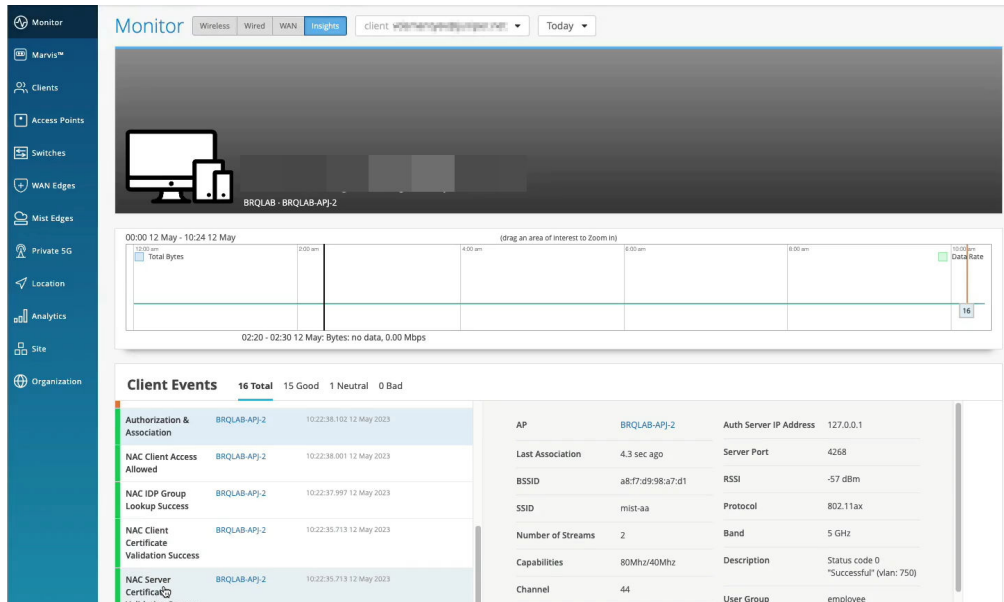 Monitor
Marvis™
Clients
Access Points
Switches
WAN Edges
Mist Edges
Private 5G
Location
Analytics
Site
Organization
Monitor Wireless Wired WAN Insights client Today
BRQLAB - BRQLAB-APJ-2
00:00 12 May - 10:24 12 May (drag an area of interest to Zoom in)
12:00 am 2:00 am 4:00 am 6:00 am 8:00 am 10:00 am
Total Bytes Data Rate
16
02:20 - 02:30 12 May: Bytes: no data, 0.00 Mbps
Client Events 16 Total 15 Good 1 Neutral 0 Bad
Authorization & Association BRQLAB-APJ-2 10:22:38.102 12 May 2023
NAC Client Access Allowed BRQLAB-APJ-2 10:22:38.001 12 May 2023
NAC IDP Group Lookup Success BRQLAB-APJ-2 10:22:37.997 12 May 2023
NAC Client Certificate Validation Success BRQLAB-APJ-2 10:22:35.713 12 May 2023
NAC Server Certificate BRQLAB-APJ-2 10:22:35.713 12 May 2023
AP BRQLAB-APJ-2
Last Association 4.3 sec ago
BSSID a8:f7:d9:98:a7:d1
SSID mist-aa
Number of Streams 2
Capabilities 80Mhz/40Mhz
Channel 44
Auth Server IP Address 127.0.0.1
Server Port 4268
RSSI -57 dBm
Protocol 802.11ax
Band 5 GHz
Description Status code 0
"Successful" (vlan: 750)
User Group employee